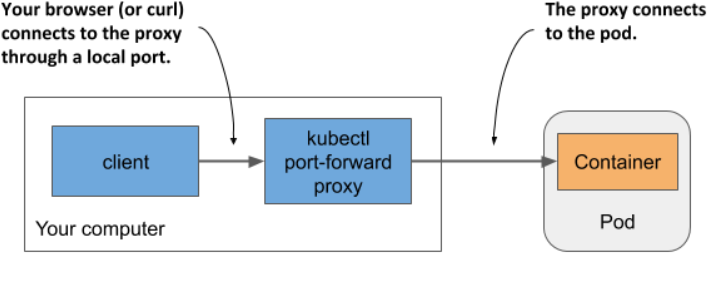 Your browser (or curl)
connects to the proxy
through a local port.
The proxy connects
to the pod.
client
kubectl
port-forward
proxy
Container
Your computer
Pod